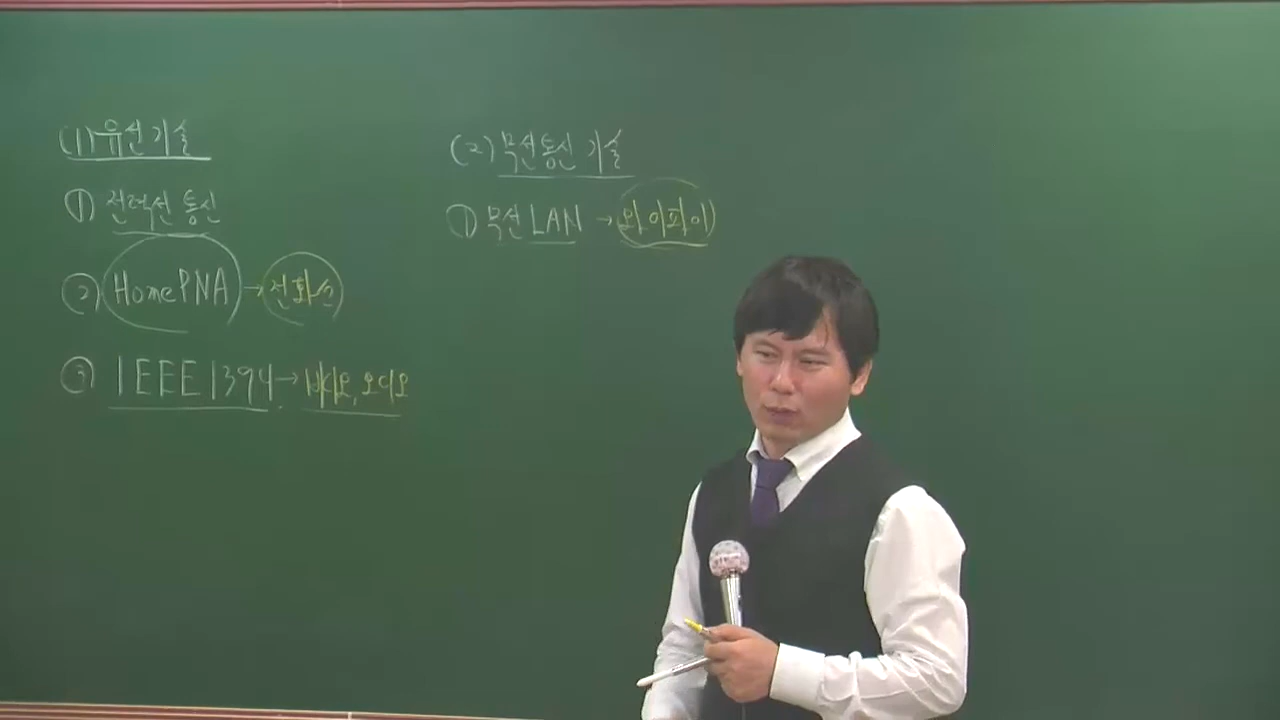 (1) 유선기술
① 전력선 통신
② HomePNA → 전화선
③ IEEE1394 → 비디오, 오디오
(2) 무선통신 기술
① 무선 LAN → 와이파이)